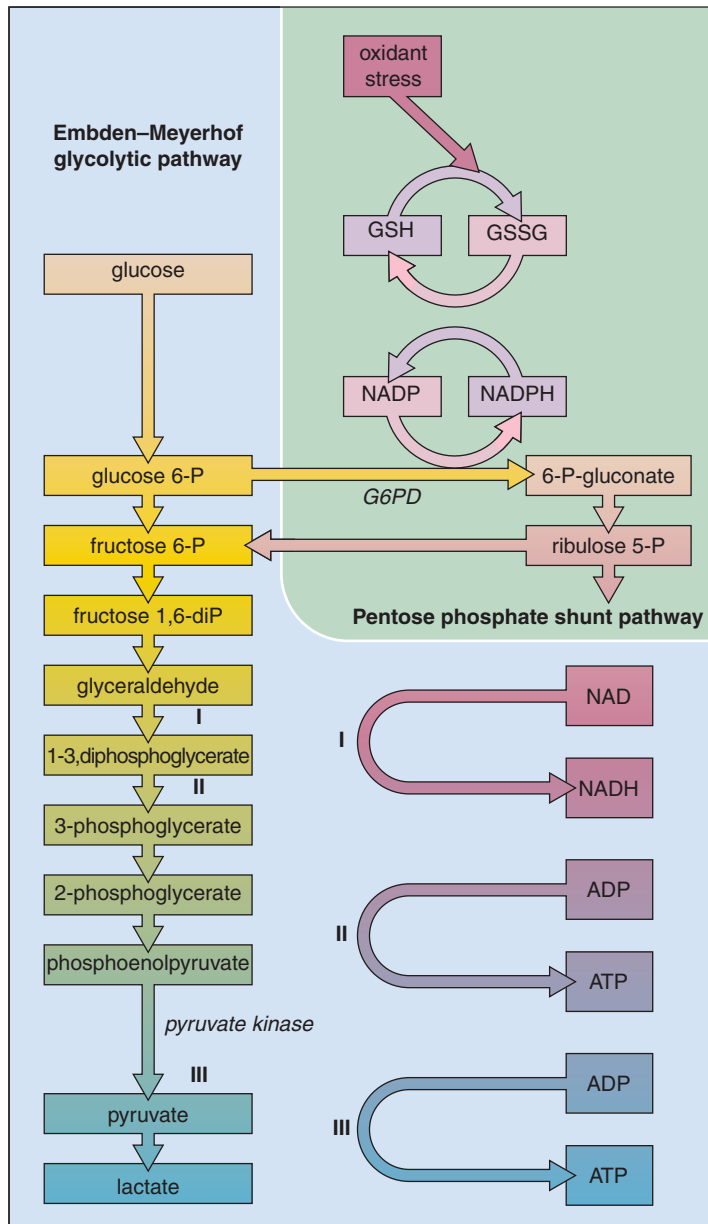 oxidant
stress
Embden–Meyerhof
glycolytic pathway
GSH
GSSG
glucose
NADP
NADPH
glucose 6-P
6-P-gluconate
G6PD
fructose 6-P
ribulose 5-P
fructose 1,6-diP
Pentose phosphate shunt pathway
glyceraldehyde
NAD
I
I
1-3,diphosphoglycerate
II
NADH
3-phosphoglycerate
2-phosphoglycerate
ADP
II
phosphoenolpyruvate
ATP
pyruvate kinase
III
ADP
pyruvate
III
lactate
ATP